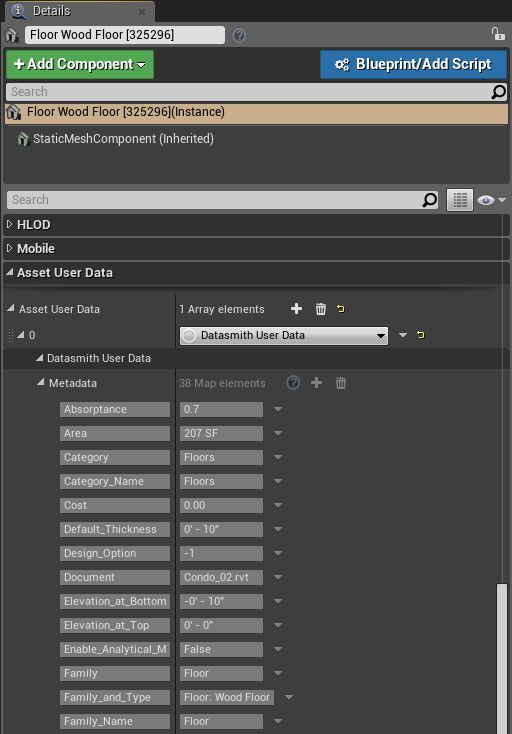 Details
Floor Wood Floor [325296]
Add Component
Blueprint/Add Script
Search
Floor Wood Floor [325296](Instance)
StaticMeshComponent (Inherited)
Search
HLOD
Mobile
Asset User Data
Asset User Data 1 Array elements
0 Datasmith User Data
Datasmith User Data
Metadata 38 Map elements
Absorptance 0.7
Area 207 SF
Category Floors
Category_Name Floors
Cost 0.00
Default_Thickness 0' - 10"
Design_Option -1
Document Condo_02.rvt
Elevation_at_Bottom -0' - 10"
Elevation_at_Top 0' - 0"
Enable_Analytical_M False
Family Floor
Family_and_Type Floor: Wood Floor
Family_Name Floor